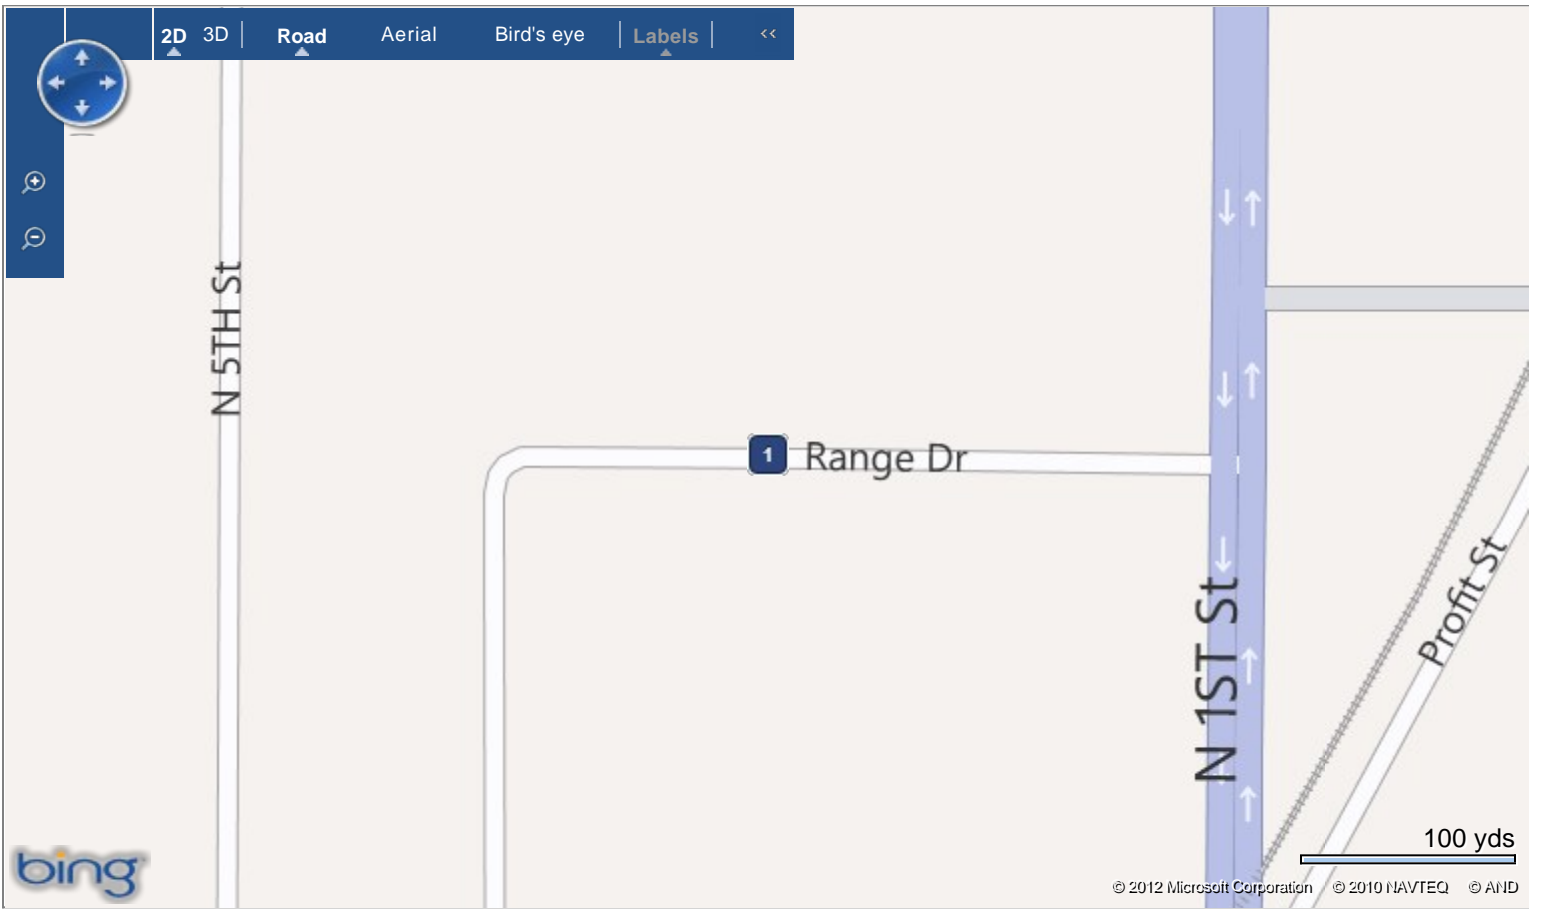 2D 3D Road Aerial Bird's eye Labels <<
N 5TH St
1 Range Dr
N 1ST St
Profit St
100 yds
bing
© 2012 Microsoft Corporation © 2010 NAVTEQ © AND